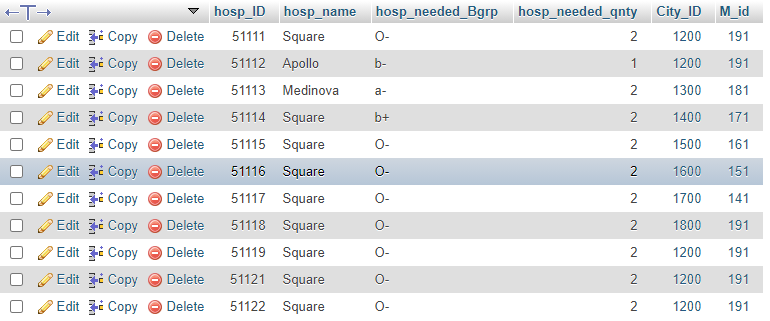 hosp_ID hosp_name hosp_needed_Bgrp hosp_needed_qnty City_ID M_id
Edit Copy Delete 51111 Square O- 2 1200 191
Edit Copy Delete 51112 Apollo b- 1 1200 191
Edit Copy Delete 51113 Medinova a- 2 1300 181
Edit Copy Delete 51114 Square b+ 2 1400 171
Edit Copy Delete 51115 Square O- 2 1500 161
Edit Copy Delete 51116 Square O- 2 1600 151
Edit Copy Delete 51117 Square O- 2 1700 141
Edit Copy Delete 51118 Square O- 2 1800 191
Edit Copy Delete 51119 Square O- 2 1200 191
Edit Copy Delete 51121 Square O- 2 1200 191
Edit Copy Delete 51122 Square O- 2 1200 191